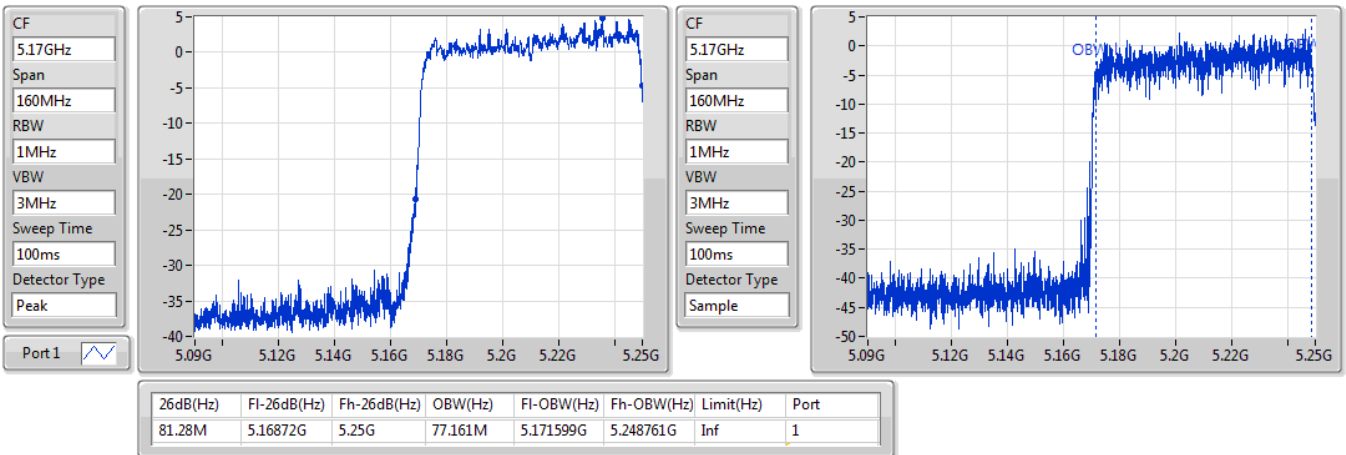 CF
5.17GHz
Span
160MHz
RBW
1MHz
VBW
3MHz
Sweep Time
100ms
Detector Type
Peak
Port 1
5
0
-5
-10
-15
-20
-25
-30
-35
-40
5.09G 5.12G 5.14G 5.16G 5.18G 5.2G 5.22G 5.25G
CF
5.17GHz
Span
160MHz
RBW
1MHz
VBW
3MHz
Sweep Time
100ms
Detector Type
Sample
5
0
-5
-10
-15
-20
-25
-30
-35
-40
-45
-50
OBW OBW
5.09G 5.12G 5.14G 5.16G 5.18G 5.2G 5.22G 5.25G
26dB(Hz) Fl-26dB(Hz) Fh-26dB(Hz) OBW(Hz) Fl-OBW(Hz) Fh-OBW(Hz) Limit(Hz) Port
81.28M 5.16872G 5.25G 77.161M 5.171599G 5.248761G Inf 1